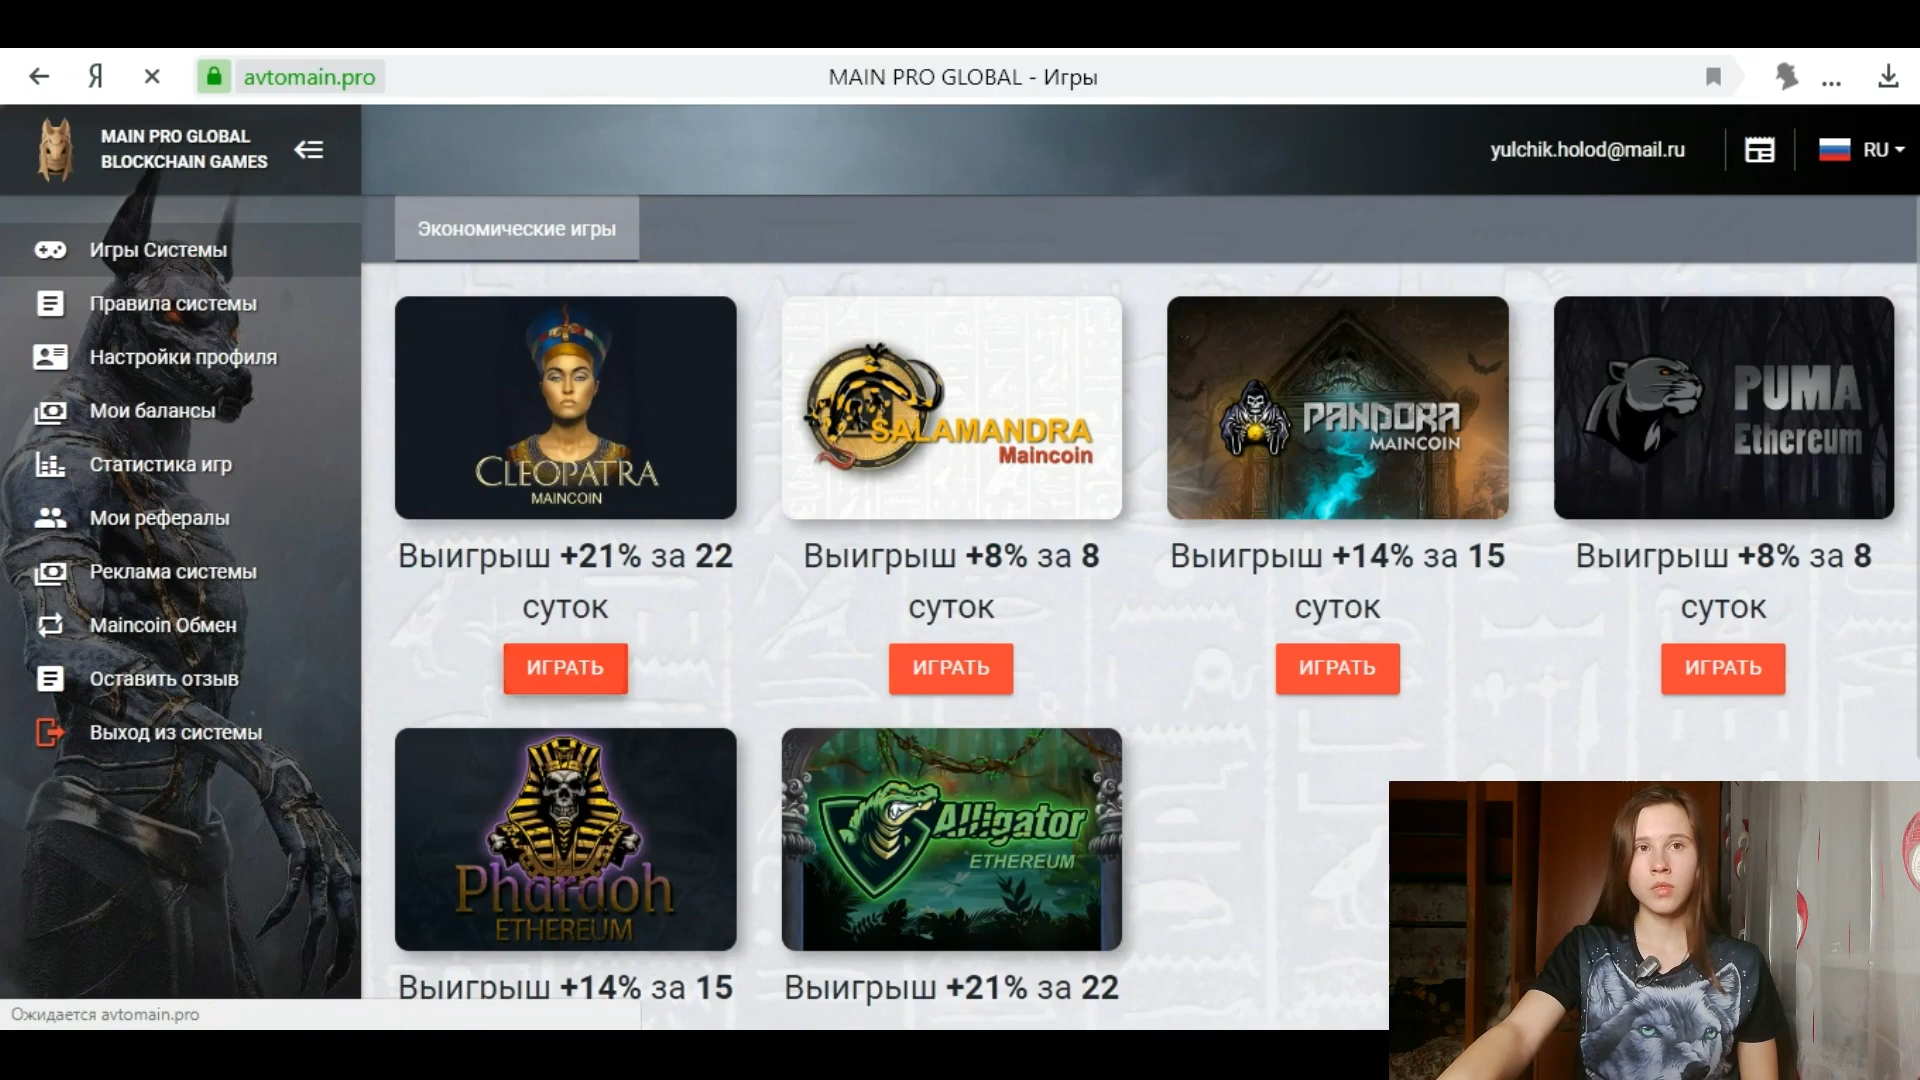 Я
avtomain.pro
MAIN PRO GLOBAL - Игры
...
MAIN PRO GLOBAL
BLOCKCHAIN GAMES
yulchik.holod@mail.ru
RU
Игры Системы
Правила системы
Настройки профиля
Мои балансы
Статистика игр
Мои рефералы
Реклама системы
Maincoin Обмен
Оставить отзыв
Выход из системы
Экономические игры
CLEOPATRA
MAINCOIN
Выигрыш +21% за 22
суток
ИГРАТЬ
SALAMANDRA
Maincoin
Выигрыш +8% за 8
суток
ИГРАТЬ
PANDORA
MAINCOIN
Выигрыш +14% за 15
суток
ИГРАТЬ
PUMA
Ethereum
Выигрыш +8% за 8
суток
ИГРАТЬ
Pharaoh
ETHEREUM
Выигрыш +14% за 15
Alligator
ETHEREUM
Выигрыш +21% за 22
Ожидается avtomain.pro